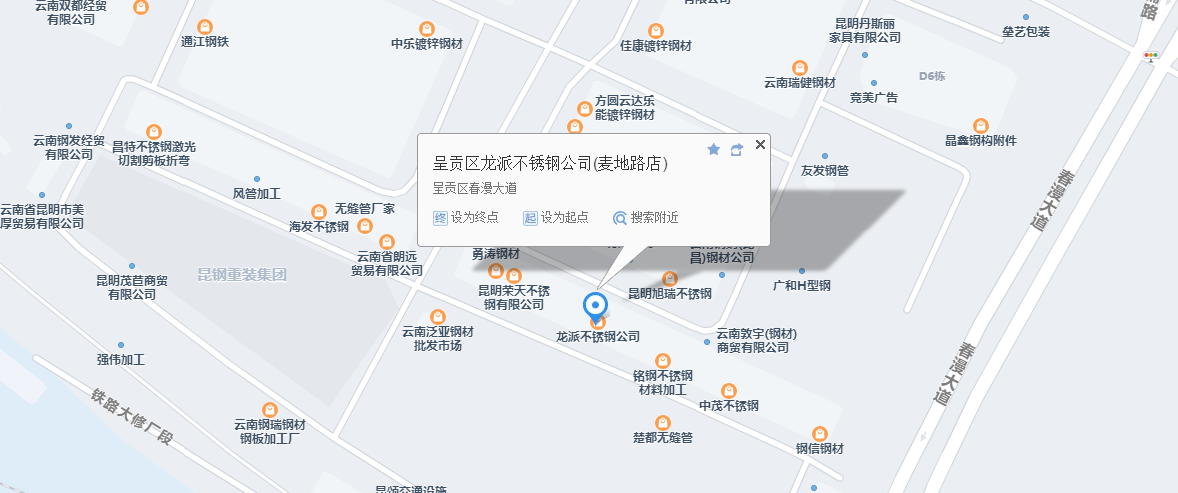 云南双都经贸
有限公司
通江钢铁
中乐镀锌钢材
有限公司
佳康镀锌钢材
昆明丹斯丽
家具有限公司
垒艺包装
路
云南瑞健钢材
竞美广告
D6栋
方圆云达乐
能镀锌钢材
晶鑫钢构附件
云南钢发经贸
有限公司
昌特不锈钢激光
切割剪板折弯
呈贡区龙派不锈钢公司(麦地路店)
呈贡区春漫大道
终 设为终点
起 设为起点
搜索附近
友发钢管
春漫大道
风管加工
云南省昆明市美
厚贸易有限公司
无缝管厂家
海发不锈钢
云南省朗远
贸易有限公司
勇涛钢材
昌)钢材公司
昆钢重装集团
昆明茂苣商贸
有限公司
昆明荣天不锈
钢有限公司
昆明旭瑞不锈钢
广和H型钢
云南泛亚钢材
批发市场
龙派不锈钢公司
云南敦宇(钢材)
商贸有限公司
强伟加工
铭钢不锈钢
材料加工
春漫大道
中茂不锈钢
铁路大修厂段
云南钢瑞钢材
钢板加工厂
楚都无缝管
钢信钢材
昆颂交通设施